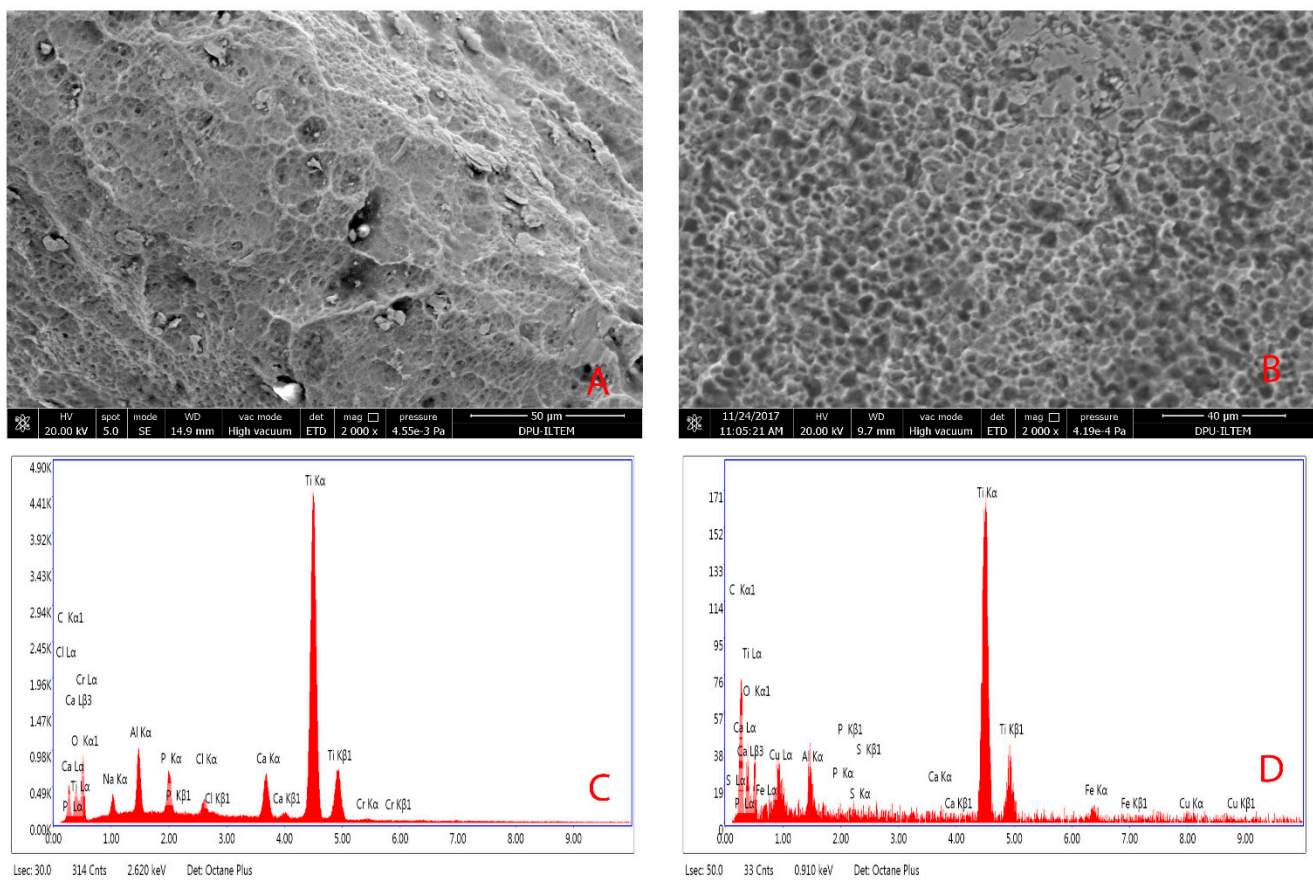 A
HV spot mode WD vac mode det mag □ pressure 50 µm
20.00 kV 5.0 SE 14.9 mm High vacuum ETD 2 000 x 4.55e-3 Pa DPU-ILTEM
B
11/24/2017 HV WD vac mode det mag □ pressure 40 µm
11:05:21 AM 20.00 kV 9.7 mm High vacuum ETD 2 000 x 4.19e-4 Pa DPU-ILTEM
4.90K
4.41K
3.92K
3.43K
2.94K
2.45K
1.96K
1.47K
0.98K
0.49K
0.00K
Ti Kα
C Kα1
Cl Lα
Cr Lα
Ca Lβ3
O Kα1
Al Kα
Ca Lα
Ti Lα
P Lα
Na Kα
P Kα
P Kβ1
Cl Kα
Cl Kβ1
Ca Kα
Ca Kβ1
Ti Kβ1
Cr Kα
Cr Kβ1
C
0.00 1.00 2.00 3.00 4.00 5.00 6.00 7.00 8.00 9.00
Lsec: 30.0 314 Cnts 2.620 keV Det: Octane Plus
171
152
133
114
95
76
57
38
19
0
Ti Kα
C Kα1
Ti Lα
O Kα1
Ca Lα
Ca Lβ3
S Lα
P Lα
Fe Lα
Cu Lα
Al Kα
P Kβ1
S Kβ1
P Kα
S Kα
Ca Kα
Ca Kβ1
Ti Kβ1
Fe Kα
Fe Kβ1
Cu Kα
Cu Kβ1
D
0.00 1.00 2.00 3.00 4.00 5.00 6.00 7.00 8.00 9.00
Lsec: 50.0 33 Cnts 0.910 keV Det: Octane Plus